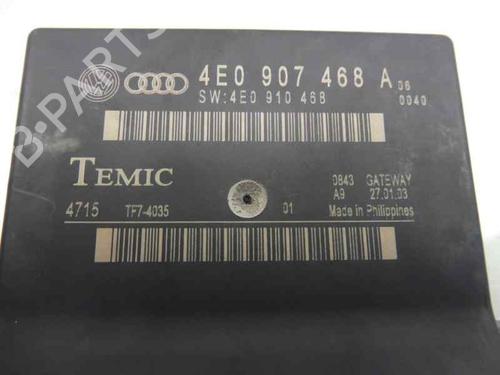 4E0 907 468 A 06
SW:4E0 910 468 0040
TEMIC
0843 GATEWAY
A9 27.01.03
4715 TF7-4035 01 Made in Philippines
B-PARTS